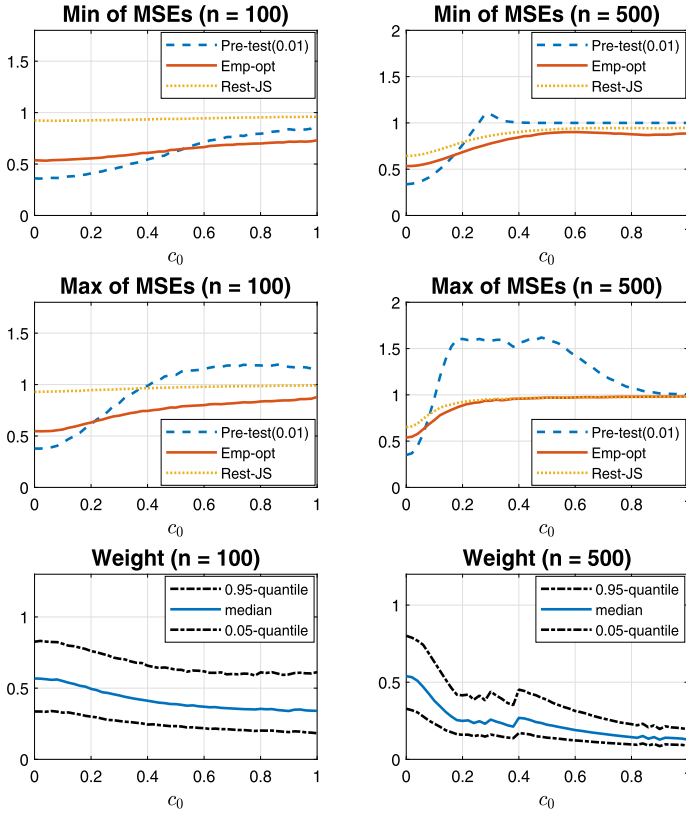 Min of MSEs (n = 100)
Pre-test(0.01)
Emp-opt
Rest-JS
1.5
1
0.5
0
0 0.2 0.4 0.6 0.8 1
c0
Min of MSEs (n = 500)
Pre-test(0.01)
Emp-opt
Rest-JS
2
1.5
1
0.5
0
0 0.2 0.4 0.6 0.8 1
c0
Max of MSEs (n = 100)
1.5
1
0.5
0
Pre-test(0.01)
Emp-opt
Rest-JS
0 0.2 0.4 0.6 0.8 1
c0
Max of MSEs (n = 500)
2
1.5
1
0.5
0
Pre-test(0.01)
Emp-opt
Rest-JS
0 0.2 0.4 0.6 0.8 1
c0
Weight (n = 100)
0.95-quantile
median
0.05-quantile
1
0.5
0
0 0.2 0.4 0.6 0.8 1
c0
Weight (n = 500)
0.95-quantile
median
0.05-quantile
1
0.5
0
0 0.2 0.4 0.6 0.8 1
c0